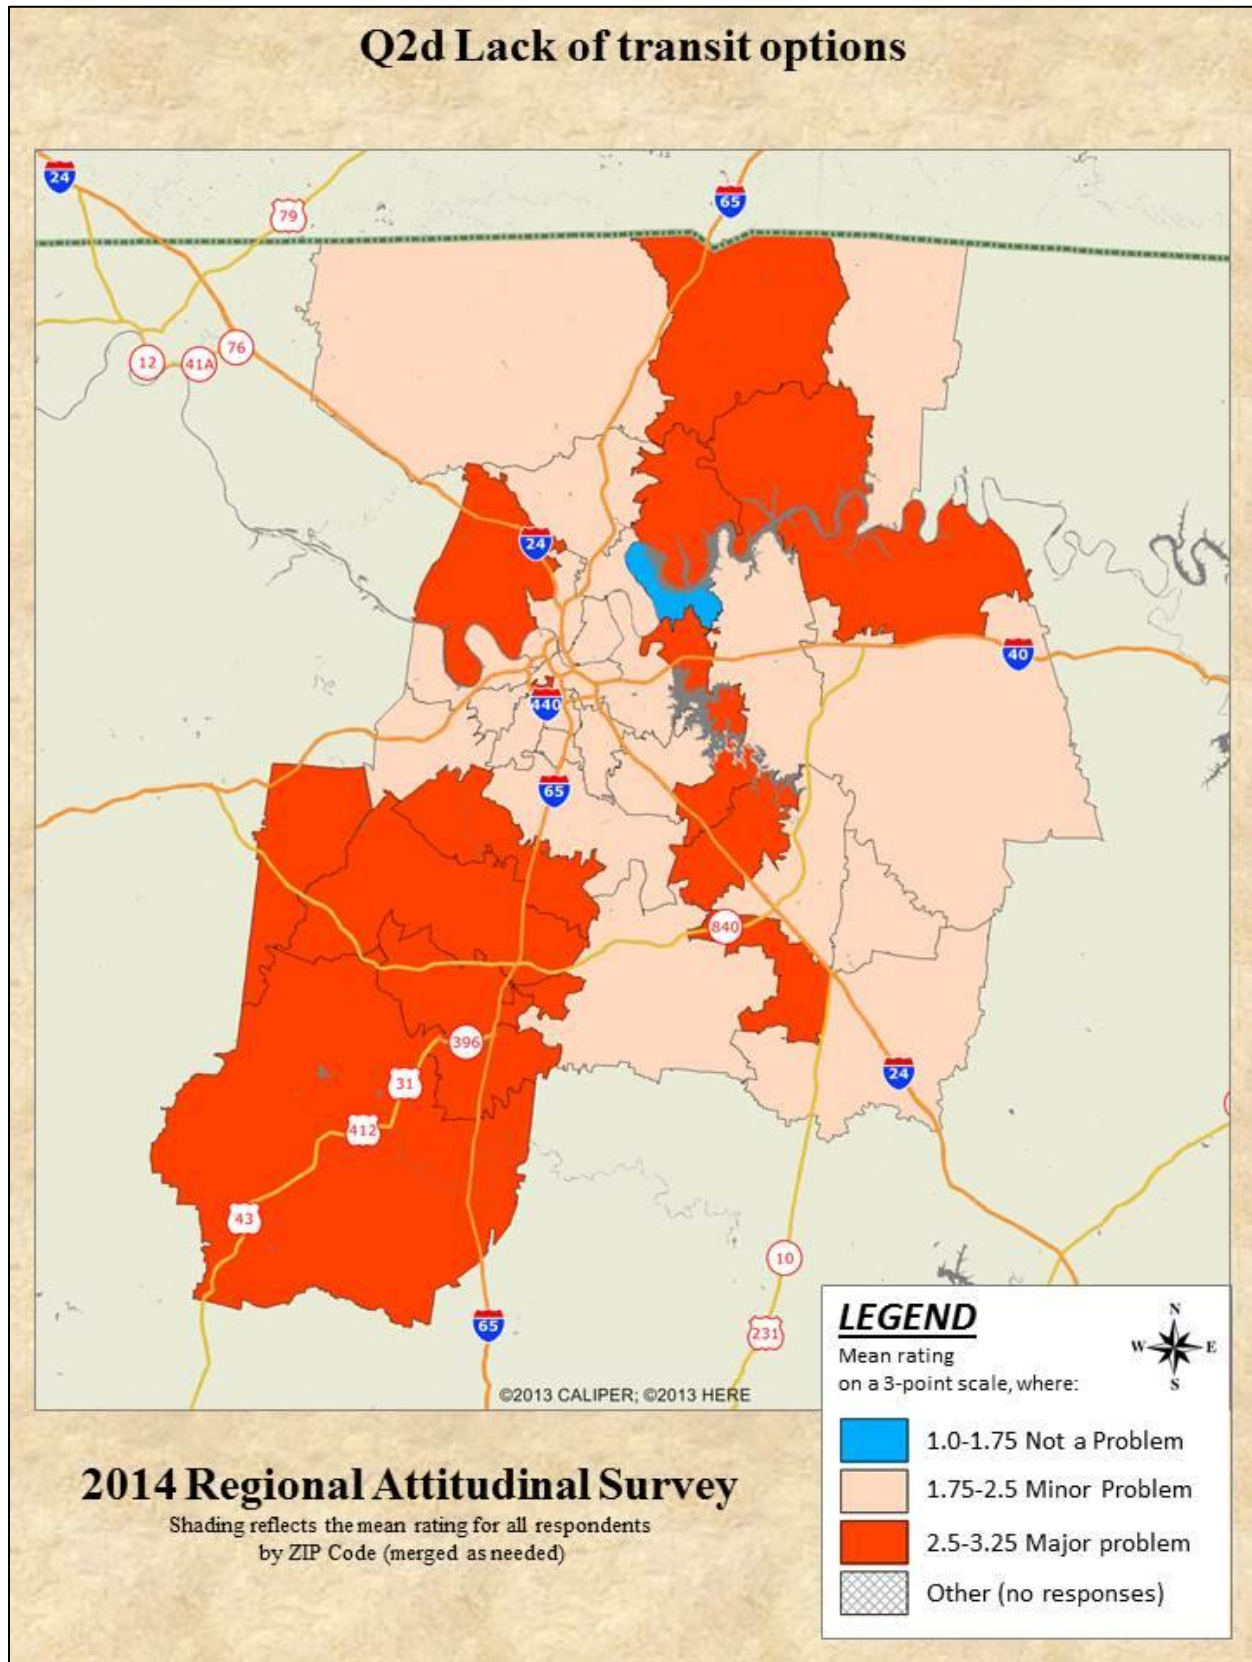 Q2d Lack of transit options
24
79
65
12
41A
76
24
40
440
65
840
396
31
24
412
43
10
65
231
©2013 CALIPER; ©2013 HERE
LEGEND
Mean rating
on a 3-point scale, where:
N
W
E
S
1.0-1.75 Not a Problem
1.75-2.5 Minor Problem
2.5-3.25 Major problem
Other (no responses)
2014 Regional Attitudinal Survey
Shading reflects the mean rating for all respondents
by ZIP Code (merged as needed)